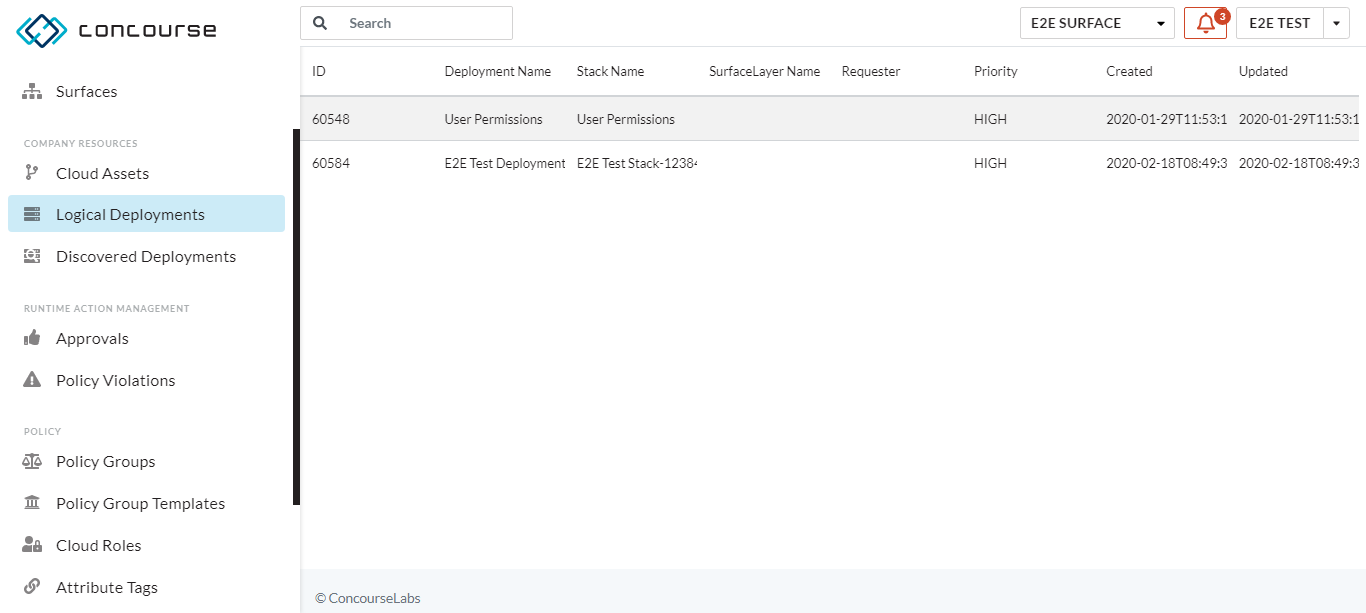 concourse
Search
E2E SURFACE
3
E2E TEST
Surfaces
COMPANY RESOURCES
Cloud Assets
Logical Deployments
Discovered Deployments
RUNTIME ACTION MANAGEMENT
Approvals
Policy Violations
POLICY
Policy Groups
Policy Group Templates
Cloud Roles
Attribute Tags
ID Deployment Name Stack Name SurfaceLayer Name Requester Priority Created Updated
60548 User Permissions User Permissions HIGH 2020-01-29T11:53:1 2020-01-29T11:53:1
60584 E2E Test Deployment E2E Test Stack-12384 HIGH 2020-02-18T08:49:3 2020-02-18T08:49:3
© ConcourseLabs